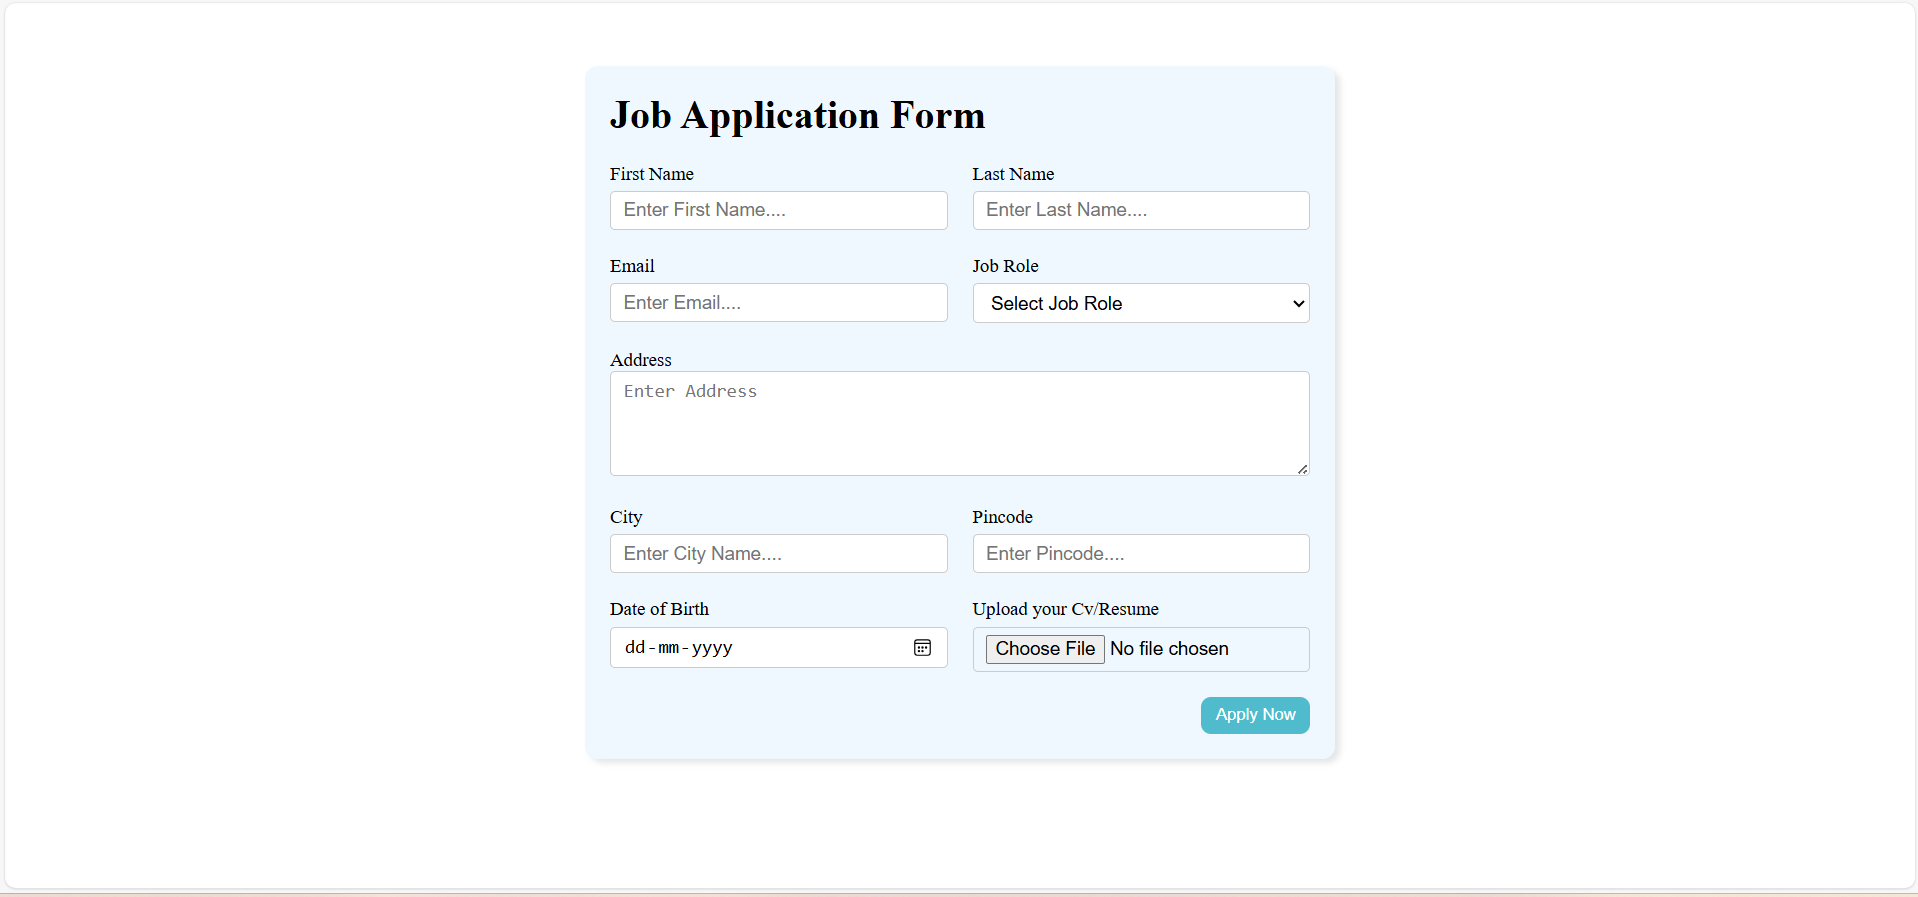 Job Application Form
First Name Last Name
Enter First Name.... Enter Last Name....
Email Job Role
Enter Email.... Select Job Role
Address
Enter Address
City Pincode
Enter City Name.... Enter Pincode....
Date of Birth Upload your Cv/Resume
dd-mm-yyyy Choose File No file chosen
Apply Now